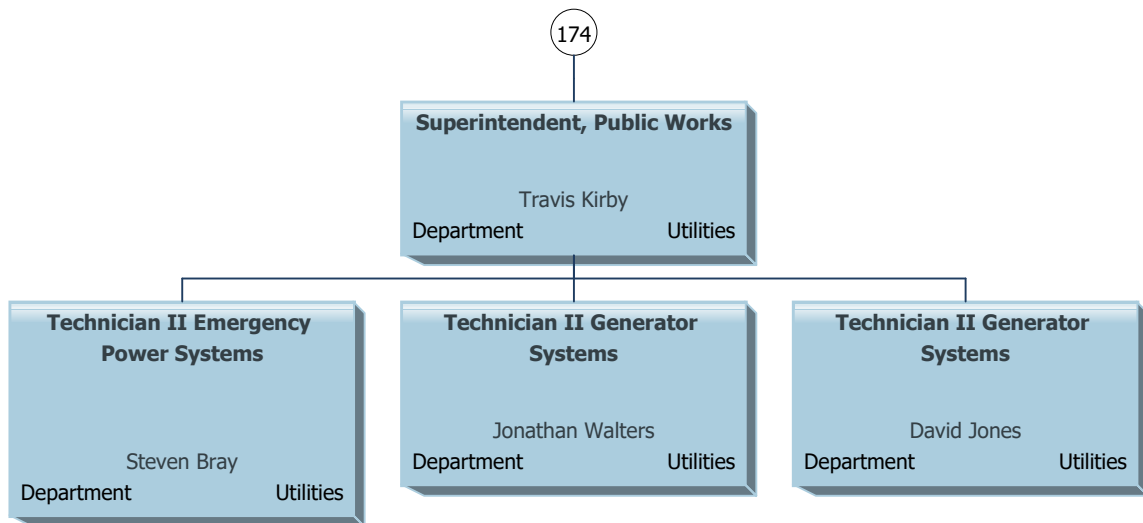 174
Superintendent, Public Works
Travis Kirby
Department Utilities
Technician II Emergency
Power Systems
Steven Bray
Department Utilities
Technician II Generator
Systems
Jonathan Walters
Department Utilities
Technician II Generator
Systems
David Jones
Department Utilities